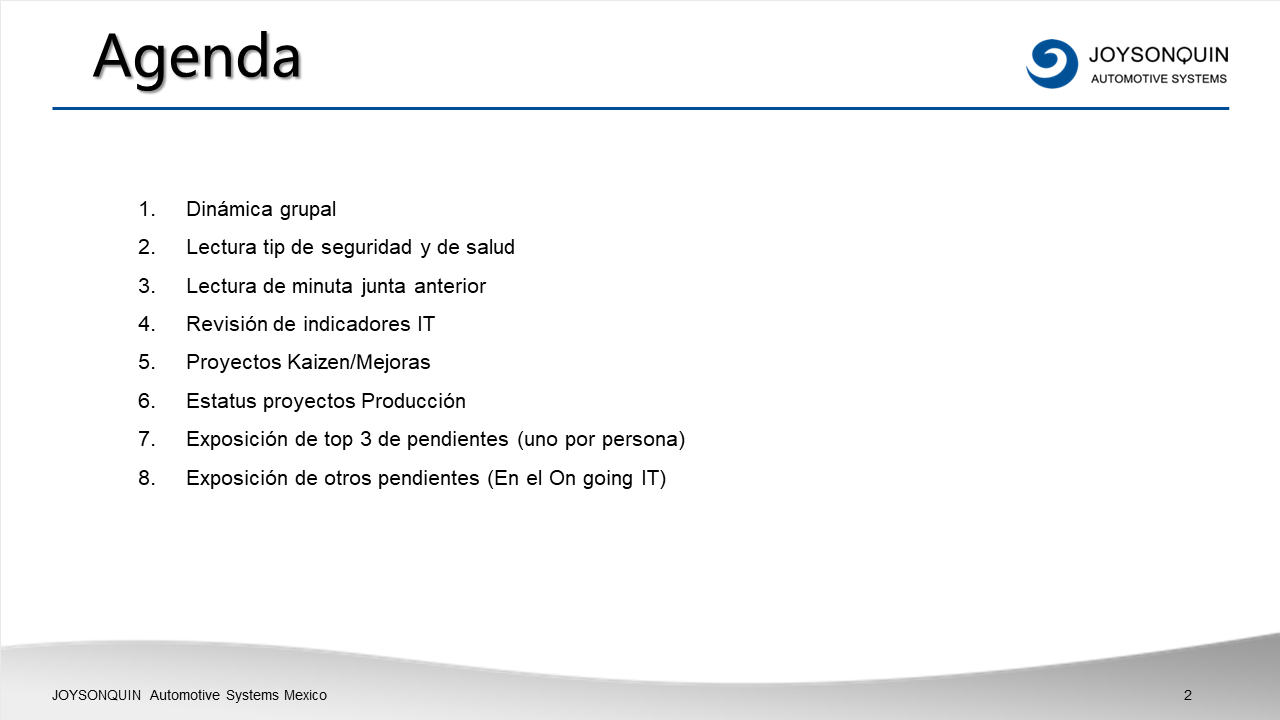 Agenda
JOYSONQUIN
AUTOMOTIVE SYSTEMS
1. Dinámica grupal
2. Lectura tip de seguridad y de salud
3. Lectura de minuta junta anterior
4. Revisión de indicadores IT
5. Proyectos Kaizen/Mejoras
6. Estatus proyectos Producción
7. Exposición de top 3 de pendientes (uno por persona)
8. Exposición de otros pendientes (En el On going IT)
JOYSONQUIN Automotive Systems Mexico
2